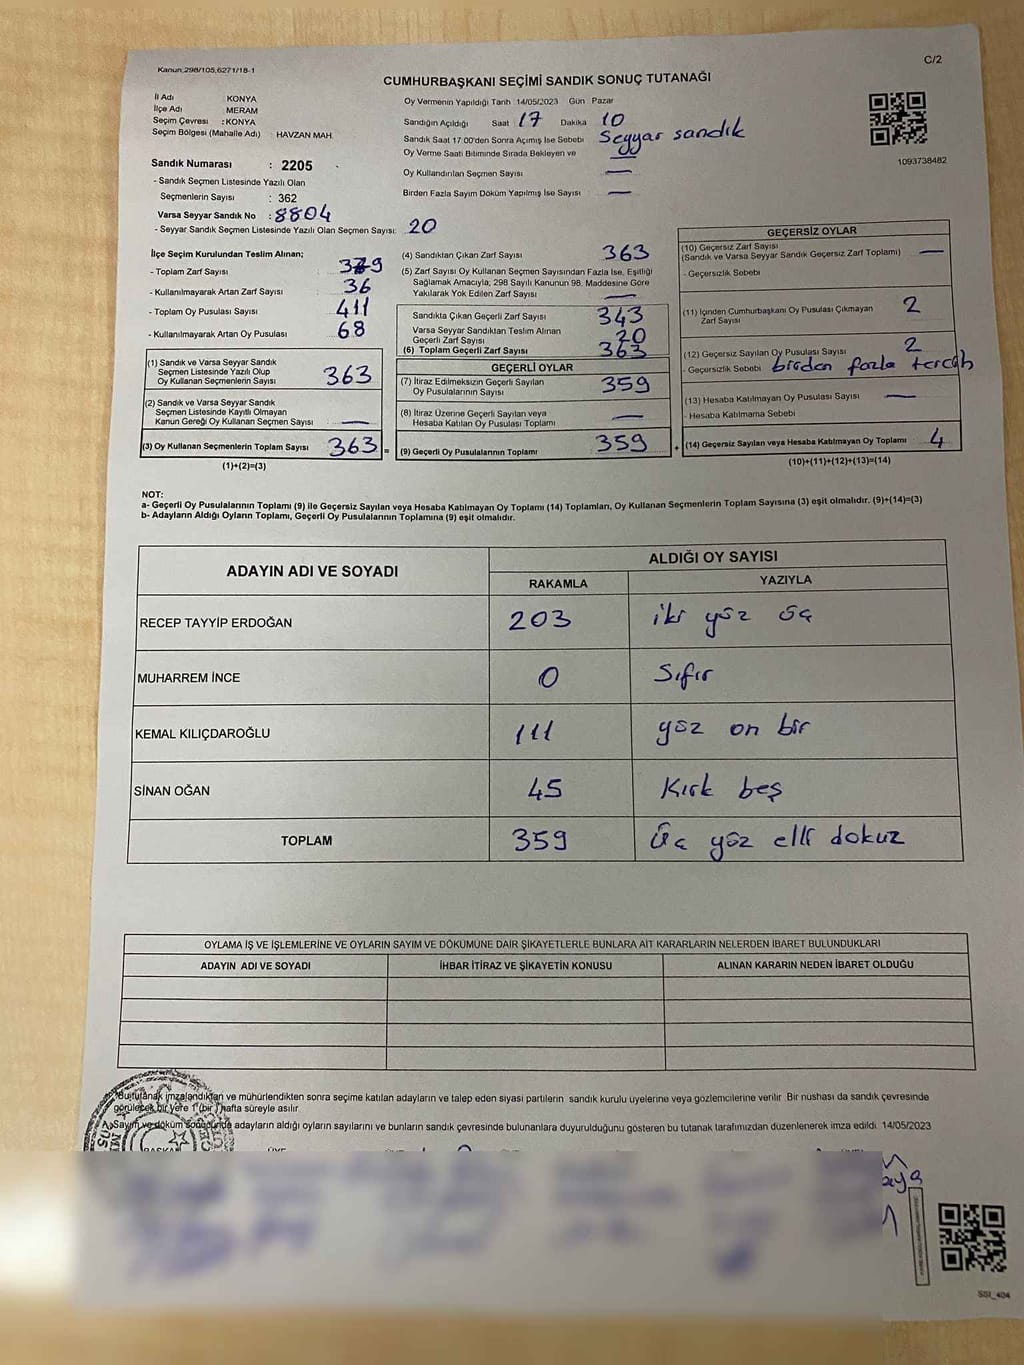 Kanun 298/105,6271/18-1
C/2
CUMHURBAŞKANI SEÇİMİ SANDIK SONUÇ TUTANAĞI
İl Adı : KONYA
İlçe Adı : MERAM
Seçim Çevresi : KONYA
Seçim Bölgesi (Mahalle Adı) : HAVZAN MAH.
Sandık Numarası : 2205
- Sandık Seçmen Listesinde Yazılı Olan
Seçmenlerin Sayısı : 362
Varsa Seyyar Sandık No : 8804
- Seyyar Sandık Seçmen Listesinde Yazılı Olan Seçmen Sayısı: 20
Oy Vermenin Yapıldığı Tarih 14/05/2023 Gün Pazar
Sandığın Açıldığı Saat 17 Dakika 10
Sandık Saat 17:00'den Sonra Açımış İse Sebebi Seyyar sandık
Oy Verme Saati Bitiminde Sırada Bekleyen ve —
Oy Kullandırılan Seçmen Sayısı —
Birden Fazla Sayım Döküm Yapılmış İse Sayısı —
1093738482
İlçe Seçim Kurulundan Teslim Alınan;
- Toplam Zarf Sayısı 379
- Kullanılmayarak Artan Zarf Sayısı 36
- Toplam Oy Pusulası Sayısı 411
- Kullanılmayarak Artan Oy Pusulası 68
(1) Sandık ve Varsa Seyyar Sandık
Seçmen Listesinde Yazılı Olup
Oy Kullanan Seçmenlerin Sayısı 363
(2) Sandık ve Varsa Seyyar Sandık
Seçmen Listesinde Kayıtlı Olmayan
Kanun Gereği Oy Kullanan Seçmen Sayısı —
(3) Oy Kullanan Seçmenlerin Toplam Sayısı 363 =
(1)+(2)=(3)
(4) Sandıktan Çıkan Zarf Sayısı 363
(5) Zarf Sayısı Oy Kullanan Seçmen Sayısından Fazla İse, Eşitliği
Sağlamak Amacıyla, 298 Sayılı Kanunun 98. Maddesine Göre
Yakılarak Yok Edilen Zarf Sayısı —
Sandıkta Çıkan Geçerli Zarf Sayısı 343
Varsa Seyyar Sandıktan Teslim Alınan
Geçerli Zarf Sayısı 20
(6) Toplam Geçerli Zarf Sayısı 363
GEÇERLİ OYLAR
(7) İtiraz Edilmeksizin Geçerli Sayılan
Oy Pusulalarının Sayısı 359
(8) İtiraz Üzerine Geçerli Sayılan veya
Hesaba Katılan Oy Pusulası Toplamı —
(9) Geçerli Oy Pusulalarının Toplamı 359 +
GEÇERSİZ OYLAR
(10) Geçersiz Zarf Sayısı
(Sandık ve Varsa Seyyar Sandık Geçersiz Zarf Toplamı) —
- Geçersizlik Sebebi
(11) İçinden Cumhurbaşkanı Oy Pusulası Çıkmayan
Zarf Sayısı 2
(12) Geçersiz Sayılan Oy Pusulası Sayısı 2
- Geçersizlik Sebebi birden fazla tercih
(13) Hesaba Katılmayan Oy Pusulası Sayısı —
- Hesaba Katılmama Sebebi
(14) Geçersiz Sayılan veya Hesaba Katılmayan Oy Toplamı 4
(10)+(11)+(12)+(13)=(14)
NOT:
a- Geçerli Oy Pusulalarının Toplamı (9) ile Geçersiz Sayılan veya Hesaba Katılmayan Oy Toplamı (14) Toplamları, Oy Kullanan Seçmenlerin Toplam Sayısına (3) eşit olmalıdır. (9)+(14)=(3)
b- Adayların Aldığı Oyların Toplamı, Geçerli Oy Pusulalarının Toplamına (9) eşit olmalıdır.
ADAYIN ADI VE SOYADI
ALDIĞI OY SAYISI
RAKAMLA YAZIYLA
RECEP TAYYİP ERDOĞAN 203 iki yüz üç
MUHARREM İNCE 0 Sıfır
KEMAL KILIÇDAROĞLU 111 yüz on bir
SİNAN OĞAN 45 Kırk beş
TOPLAM 359 Üç yüz elli dokuz
OYLAMA İŞ VE İŞLEMLERİNE VE OYLARIN SAYIM VE DÖKÜMÜNE DAİR ŞİKAYETLERLE BUNLARA AİT KARARLARIN NELERDEN İBARET BULUNDUKLARI
ADAYIN ADI VE SOYADI İHBAR İTİRAZ VE ŞİKAYETİN KONUSU ALINAN KARARIN NEDEN İBARET OLDUĞU
Bu tutanak imzalandıktan ve mühürlendikten sonra seçime katılan adayların ve talep eden siyasi partilerin sandık kurulu üyelerine veya gözlemcilerine verilir. Bir nüshası da sandık çevresinde
görülecek bir yere 1 (bir) hafta süreyle asılır.
Sayım ve döküm sonucunda adayların aldığı oyların sayılarını ve bunların sandık çevresinde bulunanlara duyurulduğunu gösteren bu tutanak tarafımızdan düzenlenerek imza edildi. 14/05/2023
BAŞKAN
SSI_404